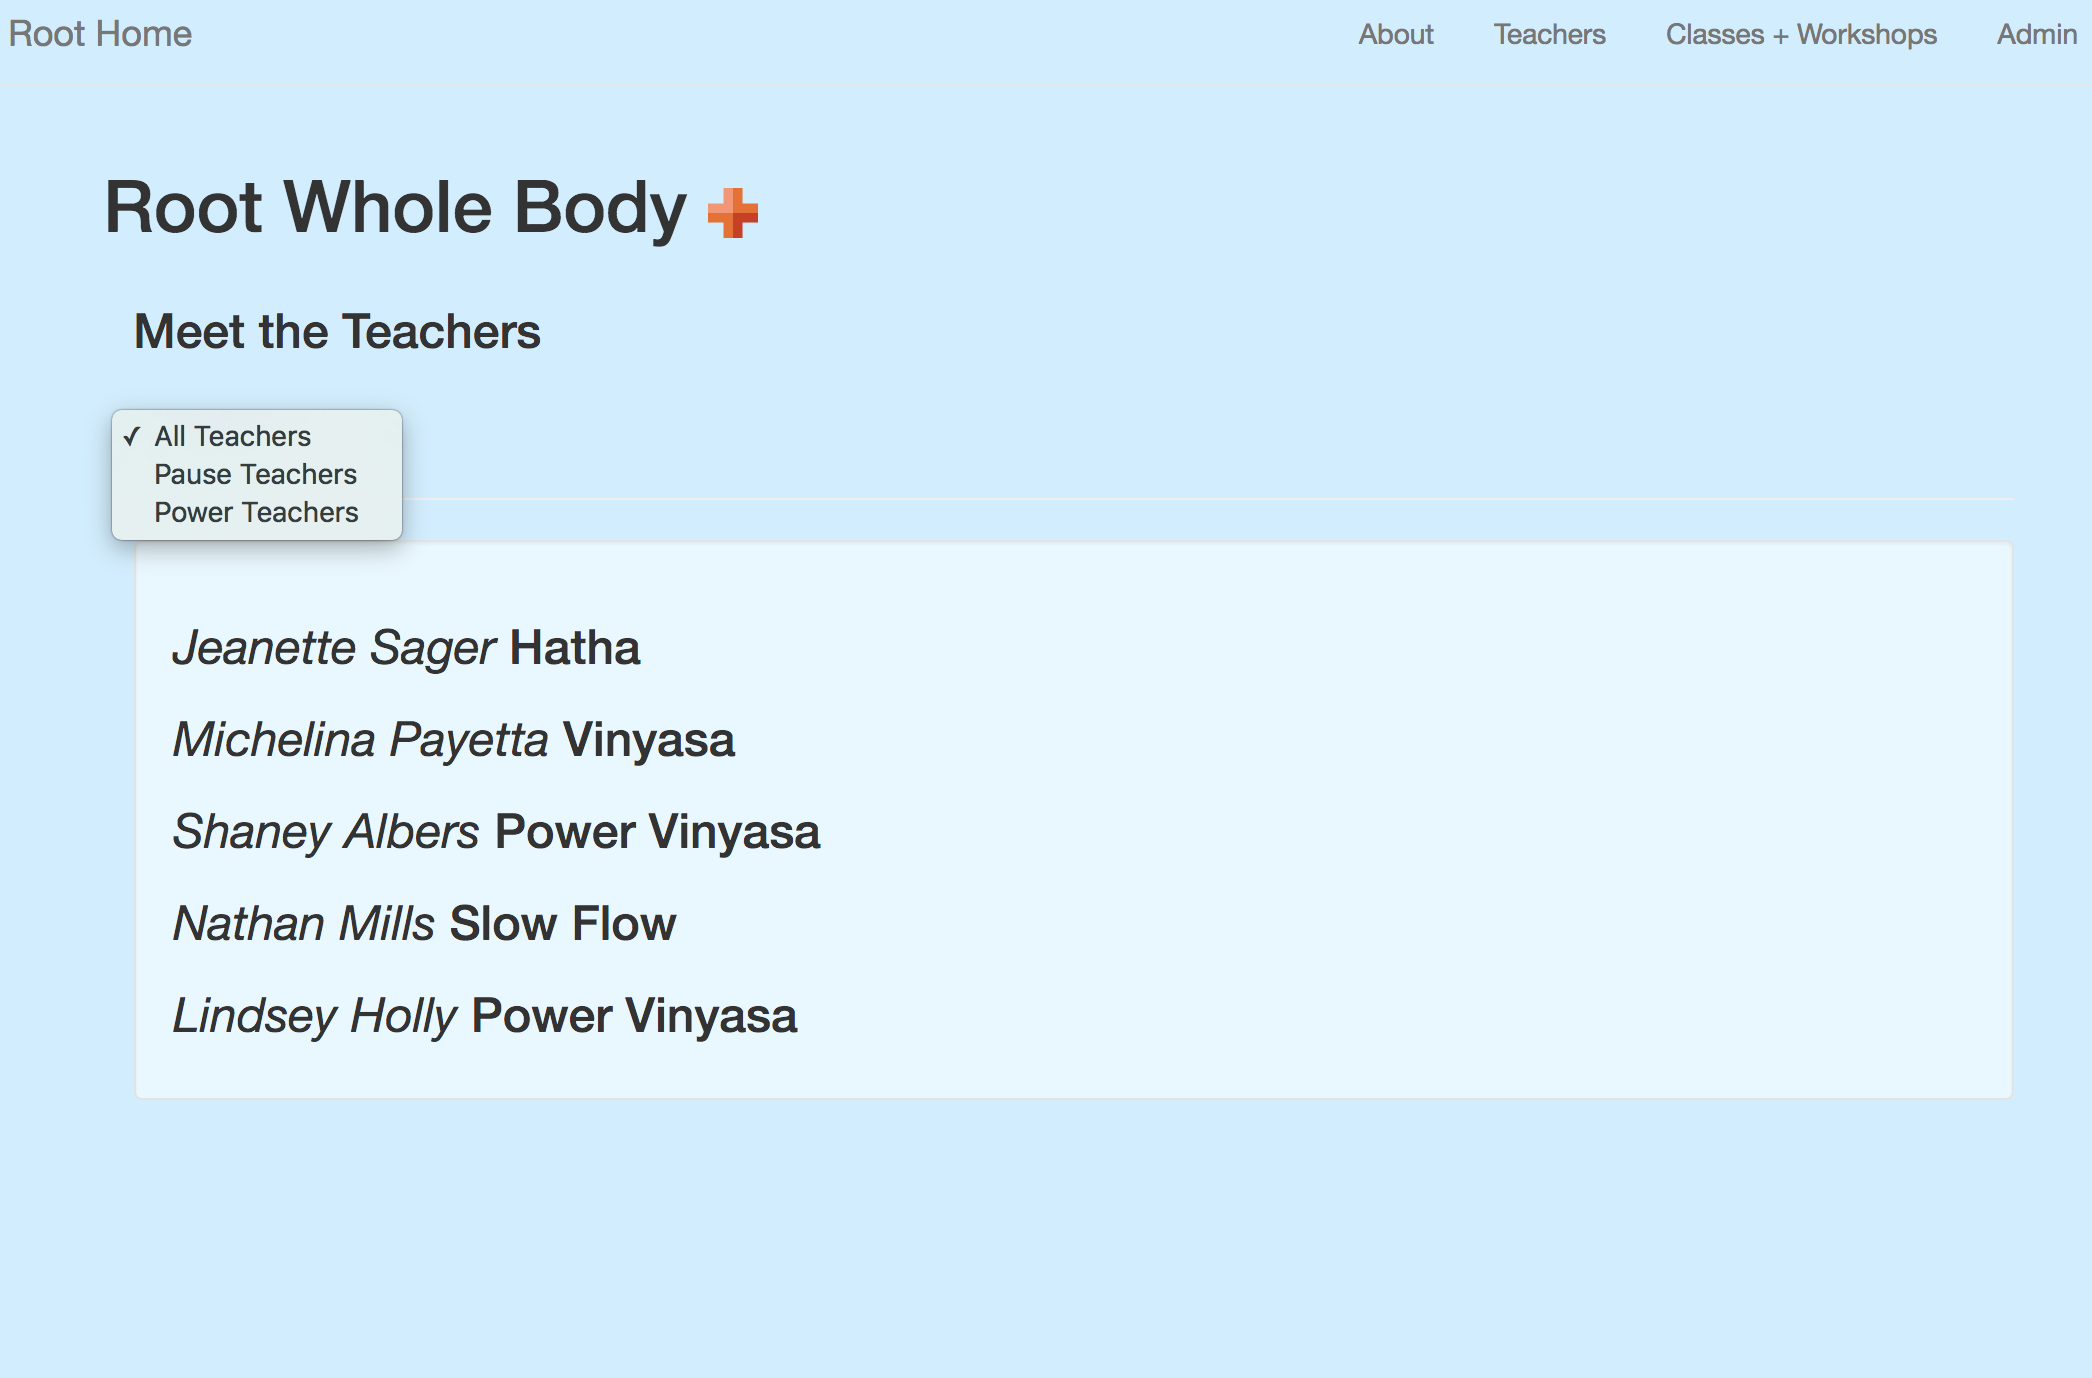 Root Home About Teachers Classes + Workshops Admin
Root Whole Body
Meet the Teachers
✓ All Teachers
Pause Teachers
Power Teachers
Jeanette Sager Hatha
Michelina Payetta Vinyasa
Shaney Albers Power Vinyasa
Nathan Mills Slow Flow
Lindsey Holly Power Vinyasa